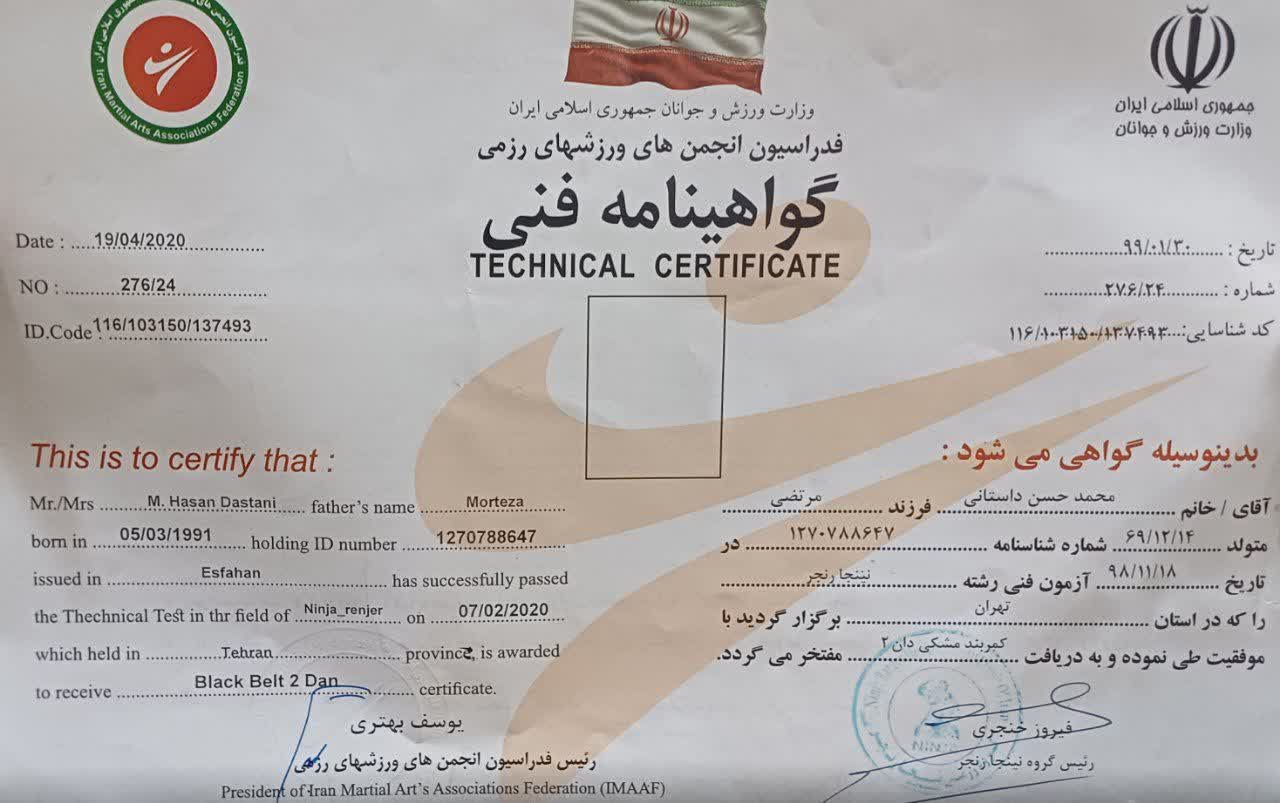 Iran Martial Arts Associations Federation
جمهوری اسلامی ایران
وزارت ورزش و جوانان
وزارت ورزش و جوانان جمهوری اسلامی ایران
فدراسیون انجمن های ورزشهای رزمی
گواهینامه فنی
TECHNICAL CERTIFICATE
Date : 19/04/2020
NO : 276/24
ID.Code : 116/103150/137493
تاریخ : ۹۹/۰۱/۳۰
شماره : ۲۷۶/۲۴
کد شناسایی: ۱۱۶/۱۰۳۱۵۰/۱۳۷۴۹۳
This is to certify that :
Mr./Mrs M. Hasan Dastani father's name Morteza
born in 05/03/1991 holding ID number 1270788647
issued in Esfahan has successfully passed
the Thechnical Test in thr field of Ninja_renjer on 07/02/2020
which held in Tehran province, is awarded
to receive Black Belt 2 Dan certificate.
بدینوسیله گواهی می شود :
آقای / خانم محمد حسن داستانی فرزند مرتضی
متولد ۶۹/۱۲/۱۴ شماره شناسنامه ۱۲۷۰۷۸۸۶۴۷ در
تاریخ ۹۸/۱۱/۱۸ آزمون فنی رشته نینجا رنجر
را که در استان تهران برگزار گردید با
موفقیت طی نموده و به دریافت کمربند مشکی دان ۲ مفتخر می گردد.
یوسف بهتری
رئیس فدراسیون انجمن های ورزشهای رزمی
President of Iran Martial Art's Associations Federation (IMAAF)
NINJA
فیروز خنجری
رئیس گروه نینجا رنجر